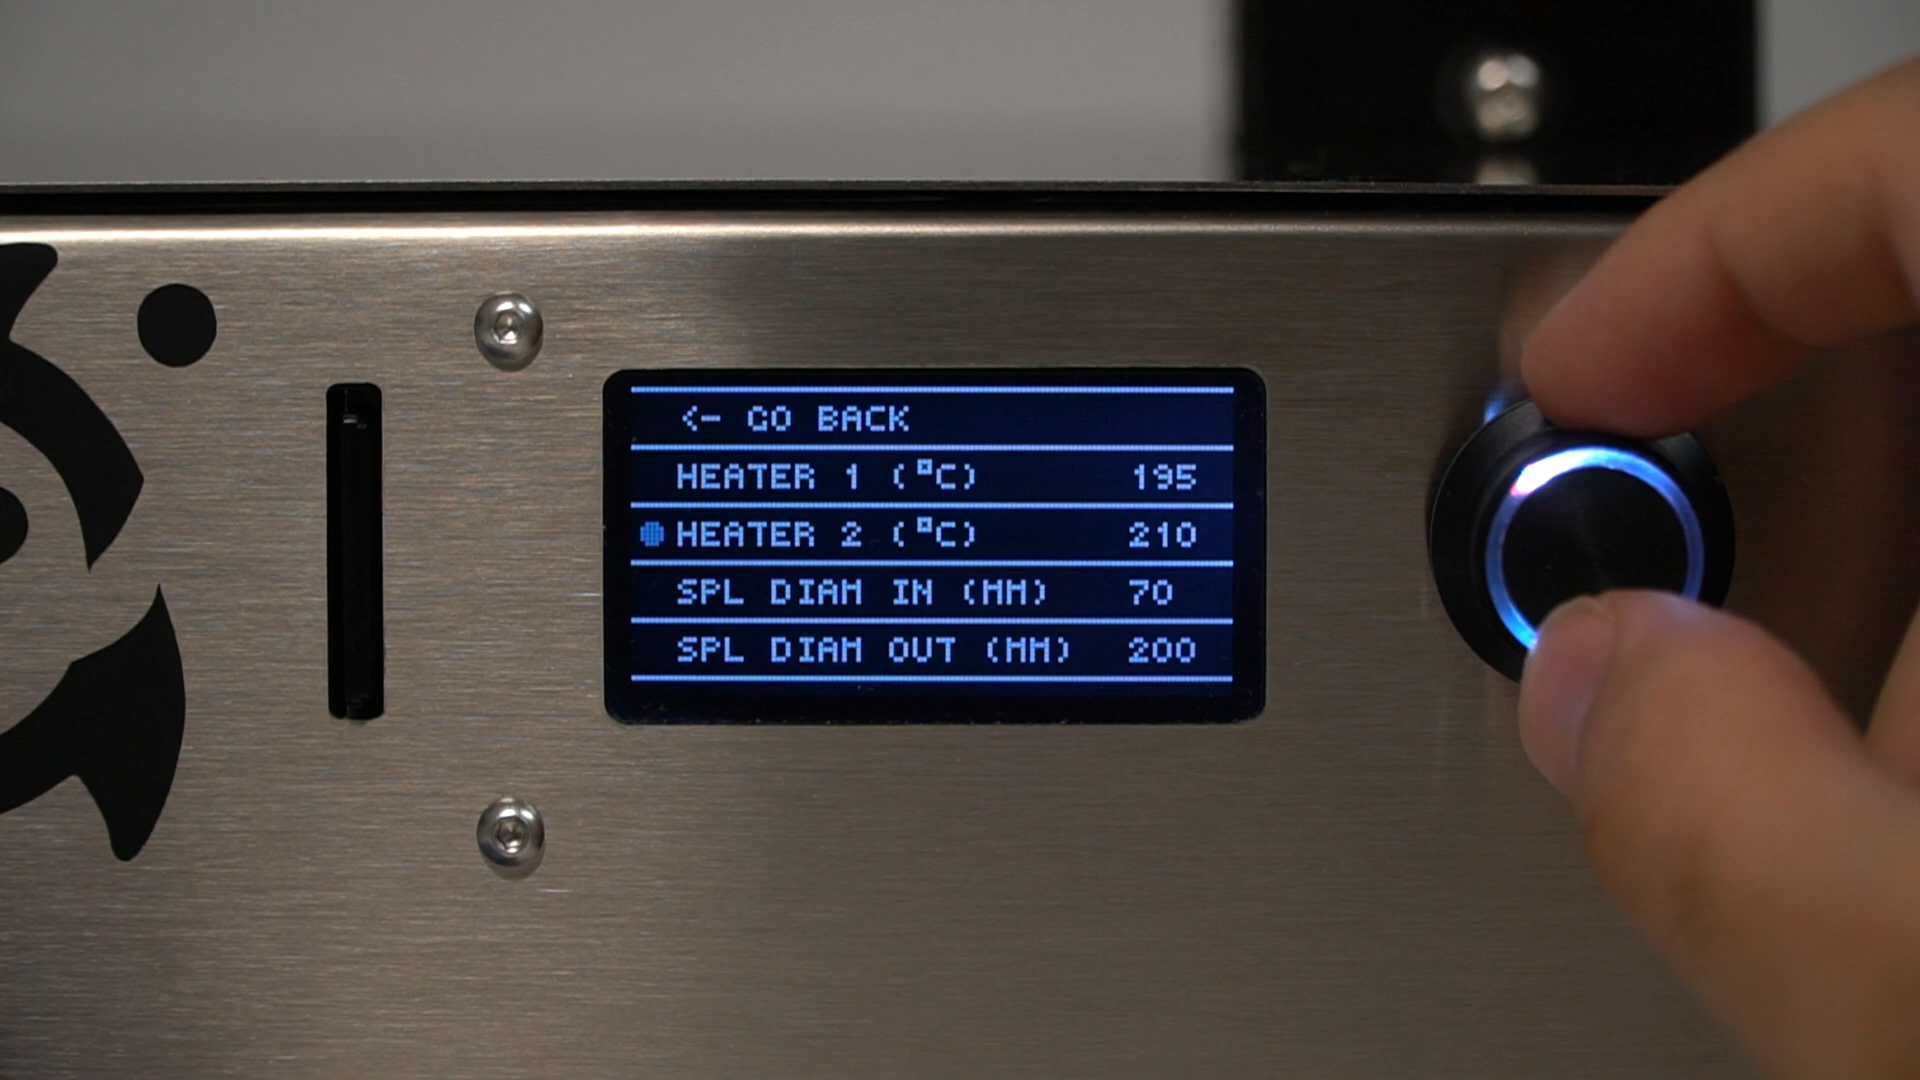 <- GO BACK
HEATER 1 (°C) 195
HEATER 2 (°C) 210
SPL DIAM IN (MM) 70
SPL DIAM OUT (MM) 200